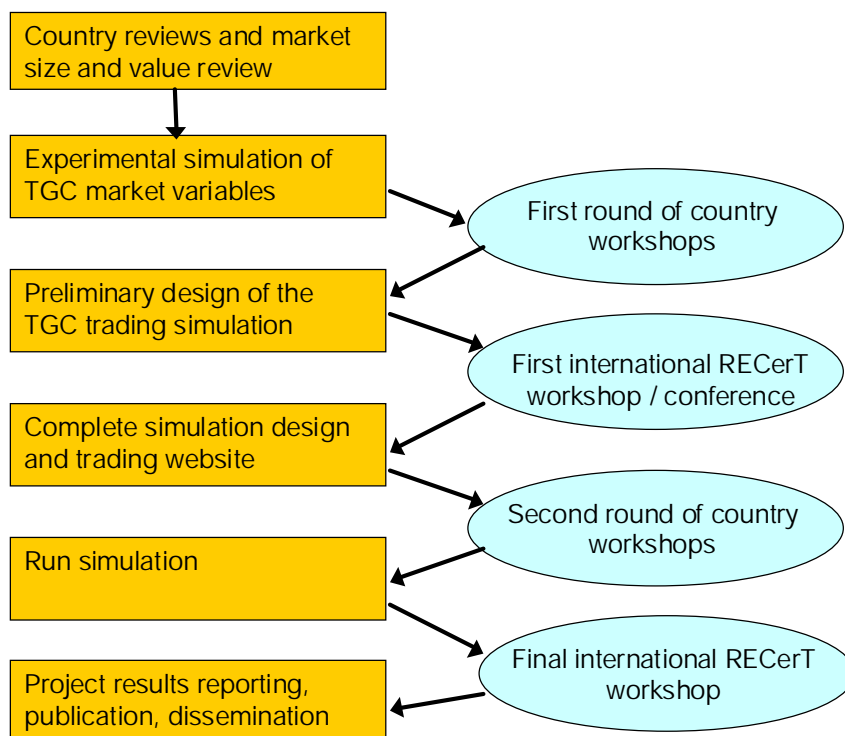 Country reviews and market
size and value review
Experimental simulation of
TGC market variables
First round of country
workshops
Preliminary design of the
TGC trading simulation
First international RECerT
workshop / conference
Complete simulation design
and trading website
Second round of country
workshops
Run simulation
Final international RECerT
workshop
Project results reporting,
publication, dissemination